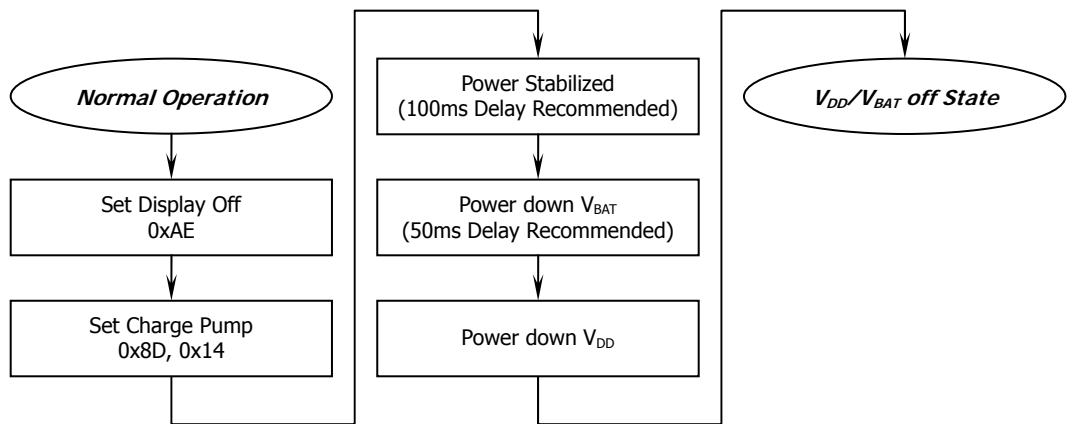 Normal Operation
Set Display Off
0xAE
Set Charge Pump
0x8D, 0x14
Power Stabilized
(100ms Delay Recommended)
Power down VBAT
(50ms Delay Recommended)
Power down VDD
VDD/VBAT off State